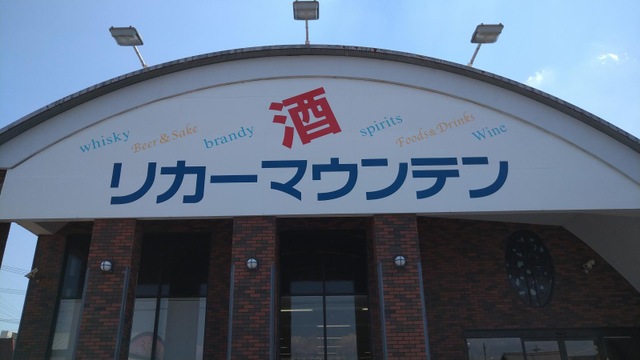 酒
whisky Beer & Sake brandy spirits Foods & Drinks Wine
リカーマウンテン